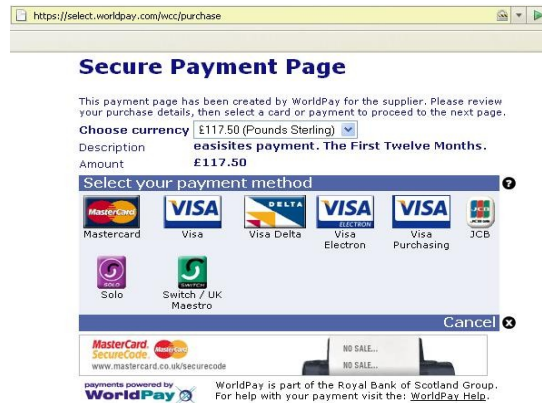 https://select.worldpay.com/wcc/purchase
Secure Payment Page
This payment page has been created by WorldPay for the supplier. Please review
your purchase details, then select a card or payment to proceed to the next page.
Choose currency £117.50 (Pounds Sterling)
Description easisites payment. The First Twelve Months.
Amount £117.50
Select your payment method ?
MasterCard VISA DELTA VISA ELECTRON VISA JCB
Mastercard Visa Visa Delta Visa Electron Visa Purchasing JCB
SOLO SWITCH
Solo Switch / UK Maestro
Cancel
MasterCard. MasterCard NO SALE...
SecureCode.
www.mastercard.co.uk/securecode NO SALE...
payments powered by WorldPay is part of the Royal Bank of Scotland Group.
WorldPay For help with your payment visit the: WorldPay Help.